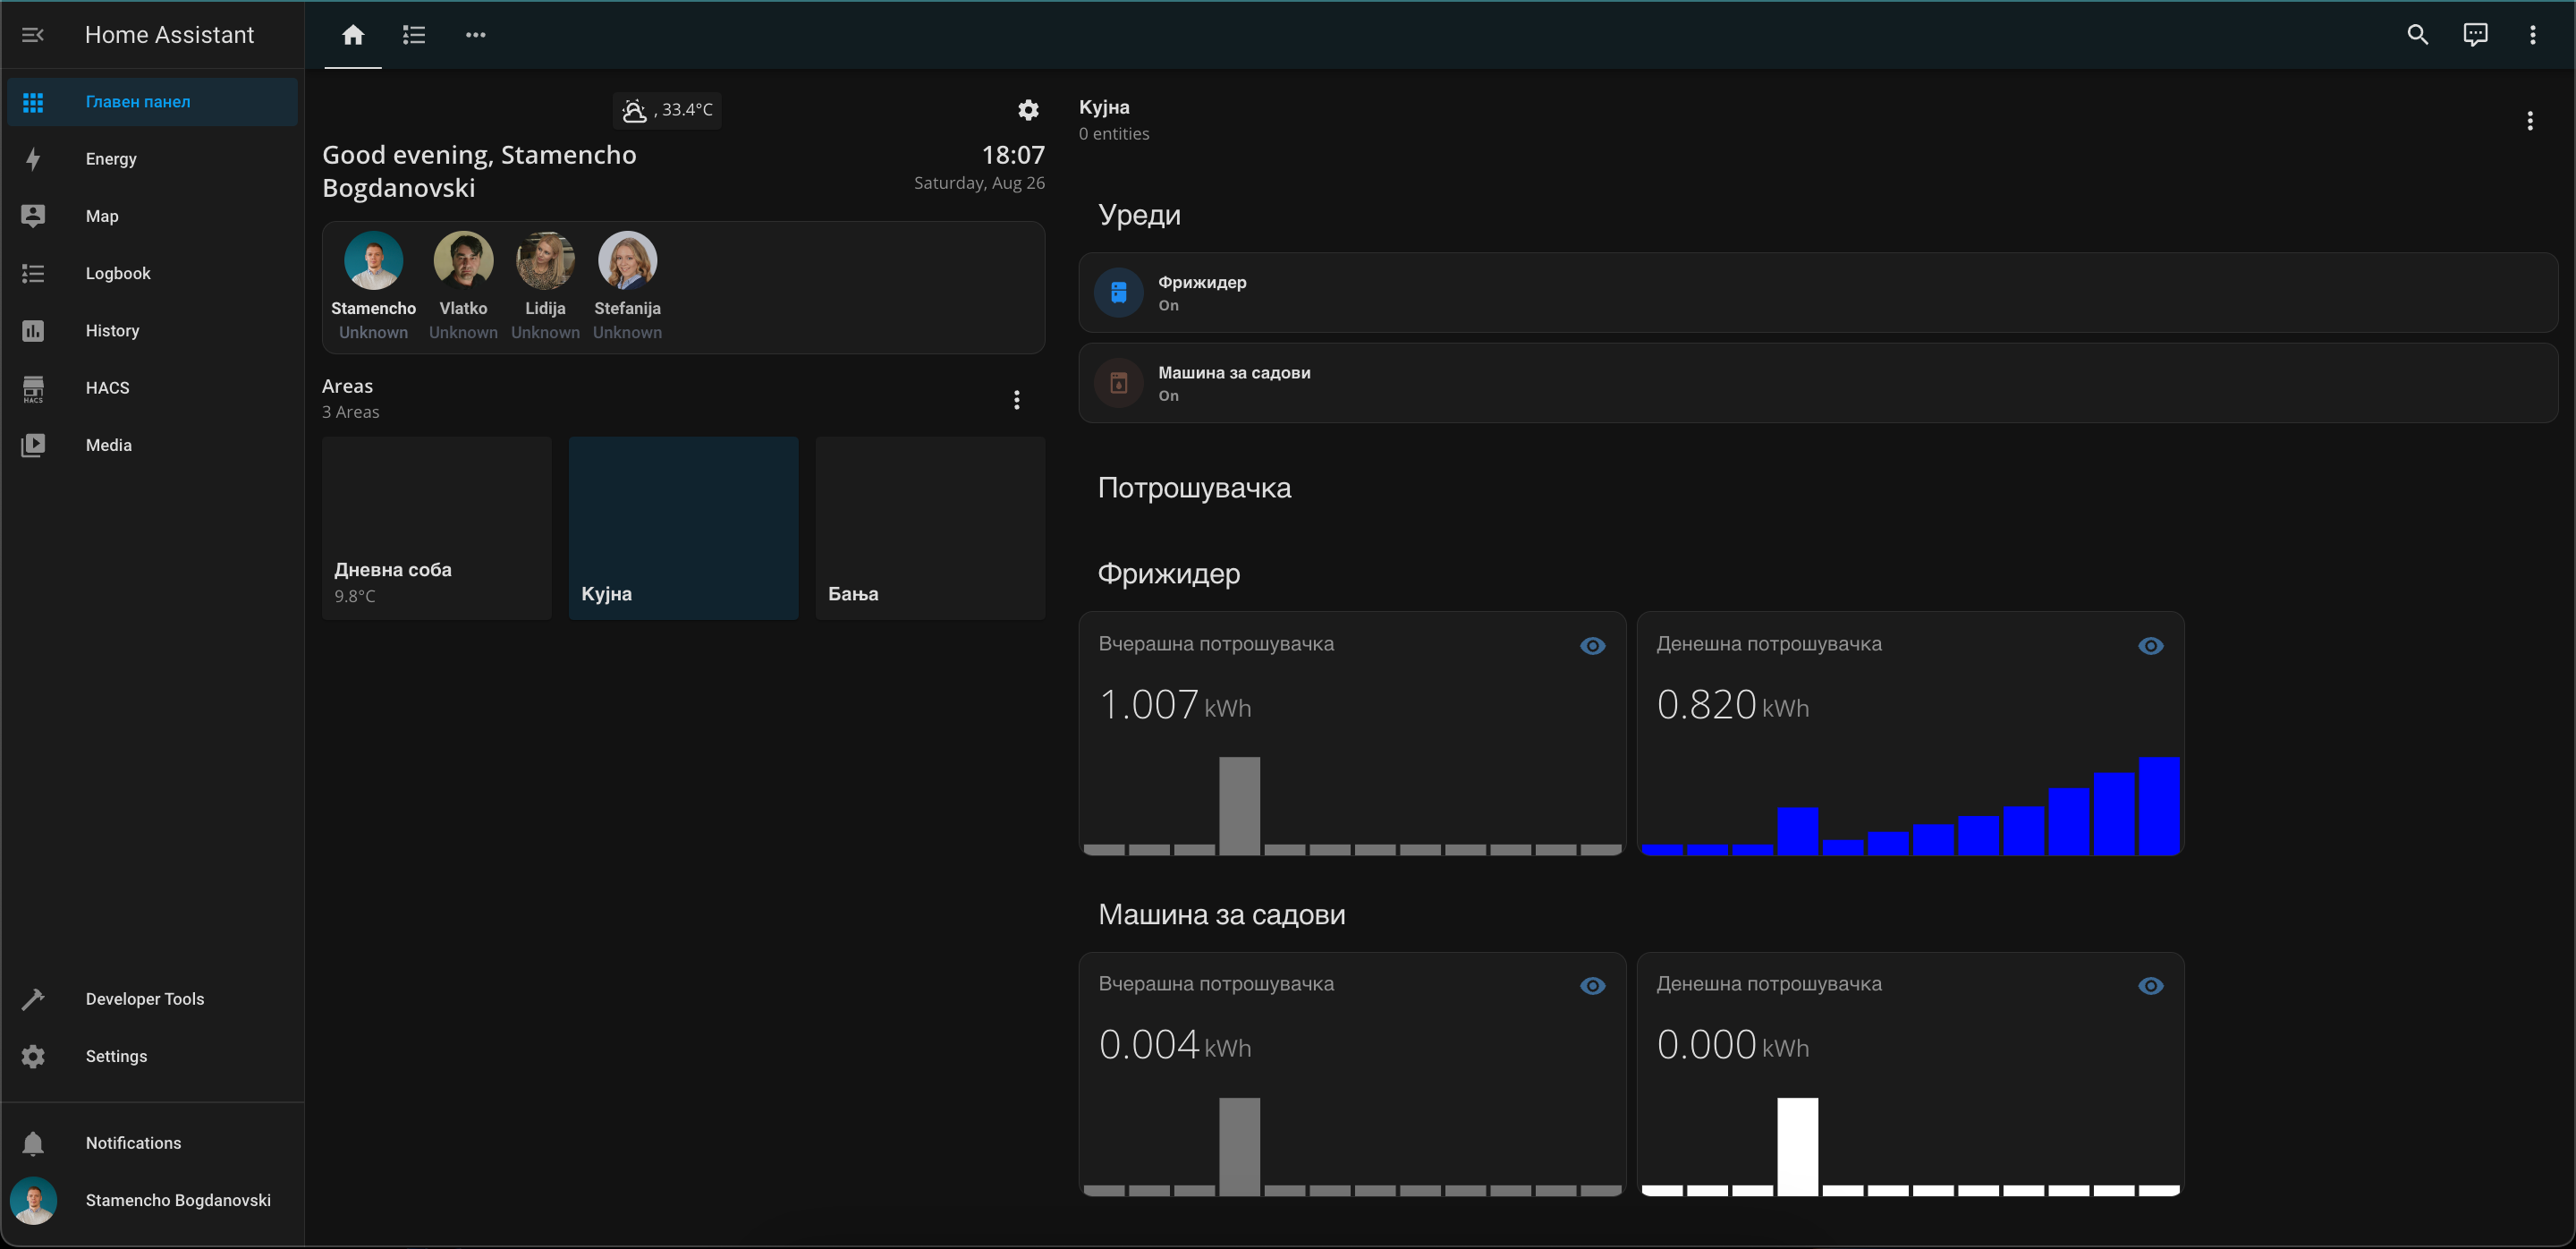 Home Assistant
Главен панел
Energy
Map
Logbook
History
HACS
HACS
Media
Developer Tools
Settings
Notifications
Stamencho Bogdanovski
, 33.4°C
Good evening, Stamencho
Bogdanovski
18:07
Saturday, Aug 26
Stamencho
Unknown
Vlatko
Unknown
Lidija
Unknown
Stefanija
Unknown
Areas
3 Areas
Дневна соба
9.8°C
Кујна
Бања
Кујна
0 entities
Уреди
Фрижидер
On
Машина за садови
On
Потрошувачка
Фрижидер
Вчерашна потрошувачка
1.007 kWh
Денешна потрошувачка
0.820 kWh
Машина за садови
Вчерашна потрошувачка
0.004 kWh
Денешна потрошувачка
0.000 kWh